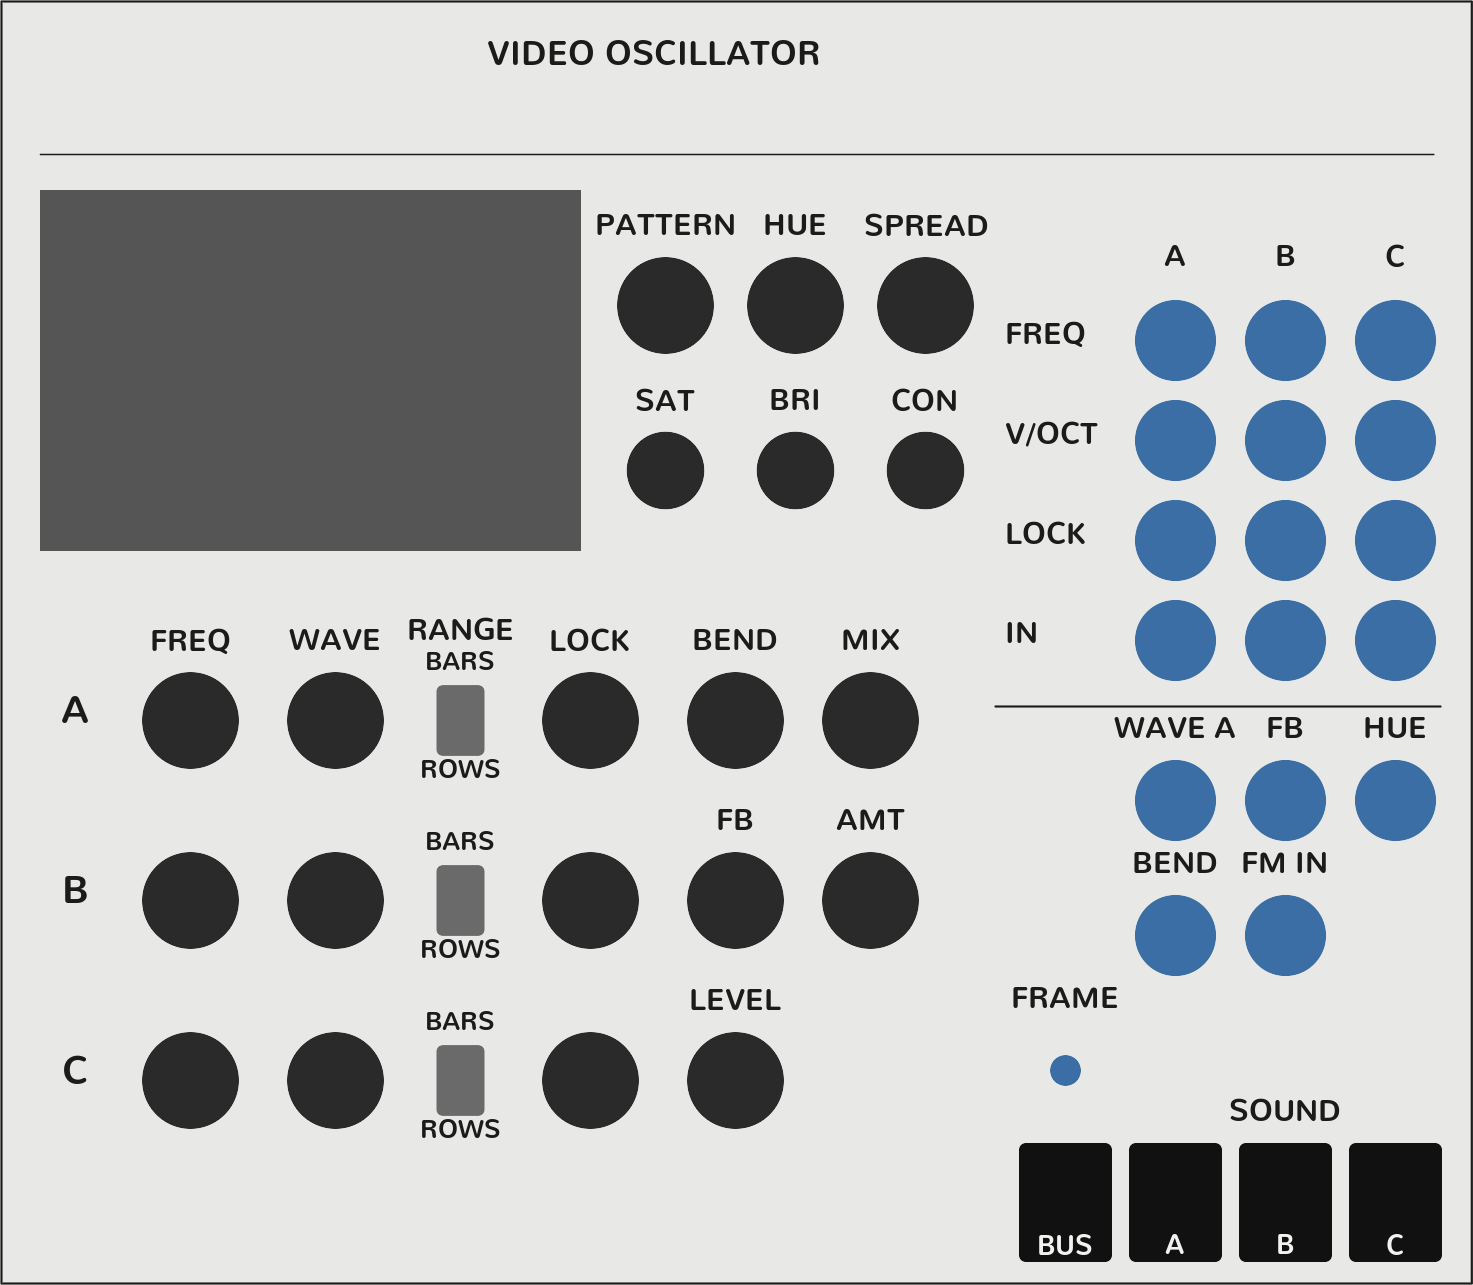 VIDEO OSCILLATOR
PATTERN HUE SPREAD
SAT BRI CON
A B C
FREQ
V/OCT
LOCK
IN
FREQ WAVE RANGE LOCK BEND MIX
BARS
A
ROWS
FB AMT
BARS
B
ROWS
LEVEL
BARS
C
ROWS
WAVE A FB HUE
BEND FM IN
FRAME
SOUND
BUS A B C